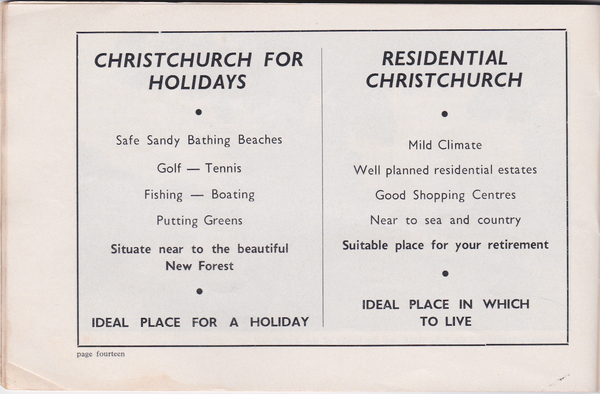 CHRISTCHURCH FOR
HOLIDAYS
Safe Sandy Bathing Beaches
Golf — Tennis
Fishing — Boating
Putting Greens
Situate near to the beautiful
New Forest
IDEAL PLACE FOR A HOLIDAY
RESIDENTIAL
CHRISTCHURCH
Mild Climate
Well planned residential estates
Good Shopping Centres
Near to sea and country
Suitable place for your retirement
IDEAL PLACE IN WHICH
TO LIVE
page fourteen